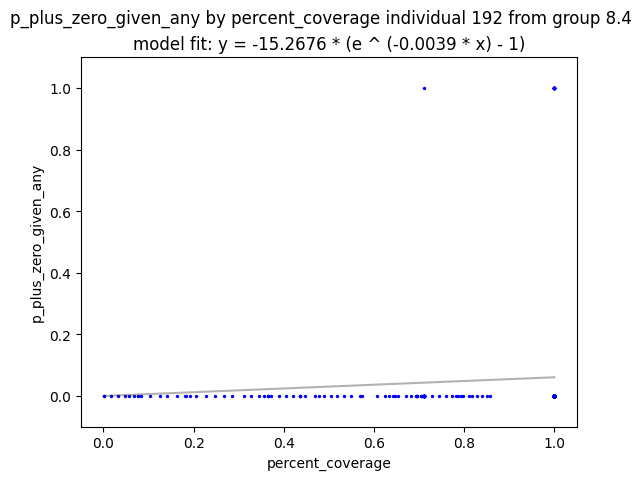 p_plus_zero_given_any by percent_coverage individual 192 from group 8.4
model fit: y = -15.2676 * (e ^ (-0.0039 * x) - 1)
p_plus_zero_given_any
1.0
0.8
0.6
0.4
0.2
0.0
0.0 0.2 0.4 0.6 0.8 1.0
percent_coverage